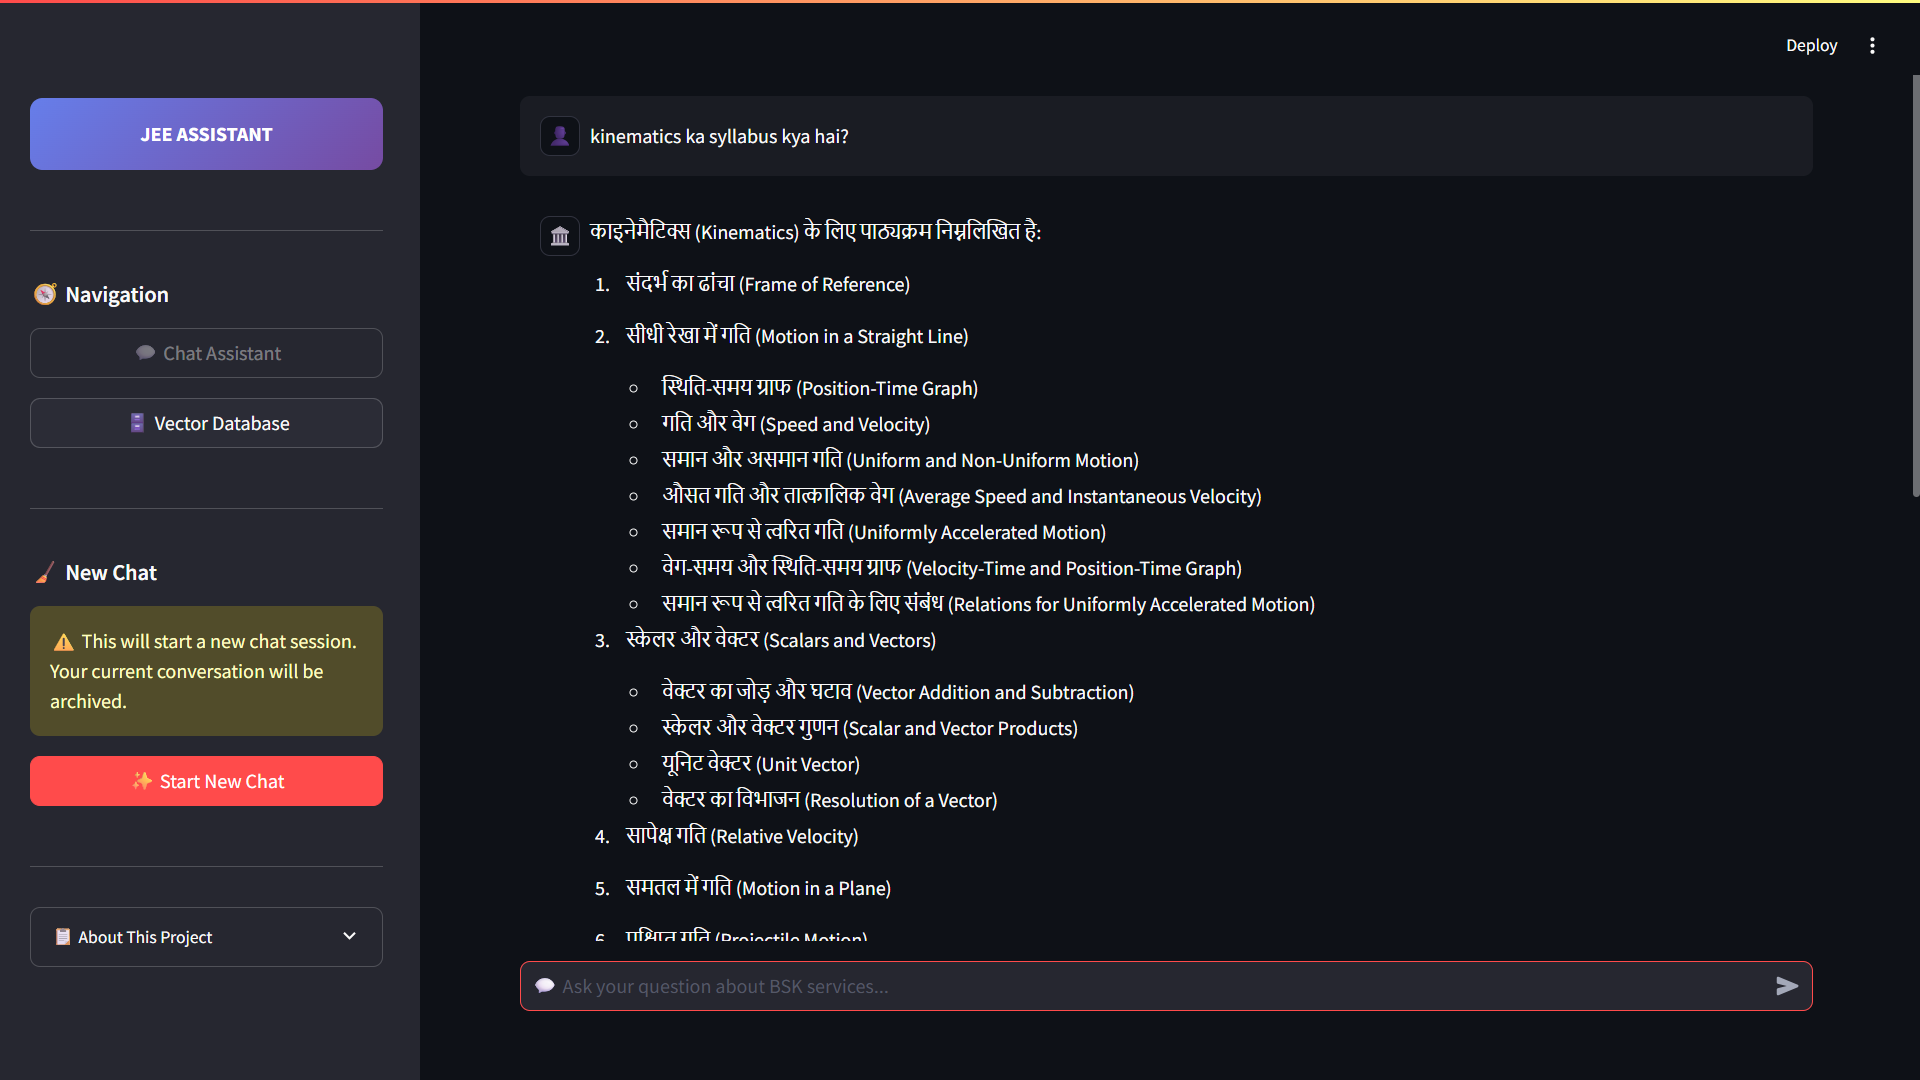 Deploy
JEE ASSISTANT
Navigation
Chat Assistant
Vector Database
New Chat
This will start a new chat session.
Your current conversation will be
archived.
Start New Chat
About This Project
kinematics ka syllabus kya hai?
काइनेमैटिक्स (Kinematics) के लिए पाठ्यक्रम निम्नलिखित है:
1. संदर्भ का ढांचा (Frame of Reference)
2. सीधी रेखा में गति (Motion in a Straight Line)
स्थिति-समय ग्राफ (Position-Time Graph)
गति और वेग (Speed and Velocity)
समान और असमान गति (Uniform and Non-Uniform Motion)
औसत गति और तात्कालिक वेग (Average Speed and Instantaneous Velocity)
समान रूप से त्वरित गति (Uniformly Accelerated Motion)
वेग-समय और स्थिति-समय ग्राफ (Velocity-Time and Position-Time Graph)
समान रूप से त्वरित गति के लिए संबंध (Relations for Uniformly Accelerated Motion)
3. स्केलर और वेक्टर (Scalars and Vectors)
वेक्टर का जोड़ और घटाव (Vector Addition and Subtraction)
स्केलर और वेक्टर गुणन (Scalar and Vector Products)
यूनिट वेक्टर (Unit Vector)
वेक्टर का विभाजन (Resolution of a Vector)
4. सापेक्ष गति (Relative Velocity)
5. समतल में गति (Motion in a Plane)
6. प्रक्षिप्त गति (Projectile Motion)
Ask your question about BSK services...